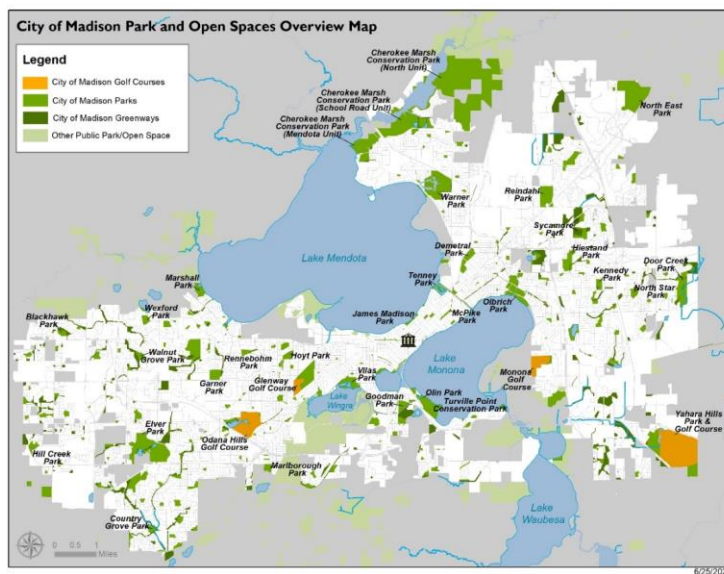 City of Madison Park and Open Spaces Overview Map
Legend
City of Madison Golf Courses
City of Madison Parks
City of Madison Greenways
Other Public Park/Open Space
Cherokee Marsh
Conservation Park
(North Unit)
Cherokee Marsh
Conservation Park
(School Road Unit)
Cherokee Marsh
Conservation Park
(Mendota Unit)
North East
Park
Warner
Park
Reindahl
Park
Sycamore
Park
Demetral
Park
Hiestand
Park
Lake Mendota
Tenney
Park
Kennedy
Park
Door Creek
Park
North Star
Park
Marshall
Park
Wexford
Park
Blackhawk
Park
James Madison
Park
McPike
Park
Olbrich
Park
Walnut
Grove Park
Rennebohm
Park
Hoyt Park
Garner
Park
Glenway
Golf Course
Vilas
Park
Lake
Monona
Monona
Golf
Course
Lake
Wingra
Goodman
Park
Olin Park
Turville Point
Conservation Park
Elver
Park
Odana Hills
Golf Course
Yahara Hills
Park &
Golf Course
Hill Creek
Park
Marlborough
Park
Country
Grove Park
Lake
Waubesa
0 0.5 1
Miles